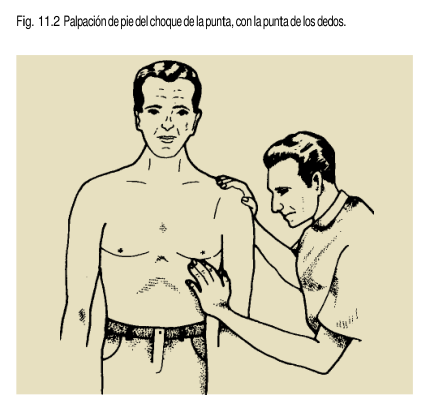 Fig. 11.2 Palpación de pie del choque de la punta, con la punta de los dedos.